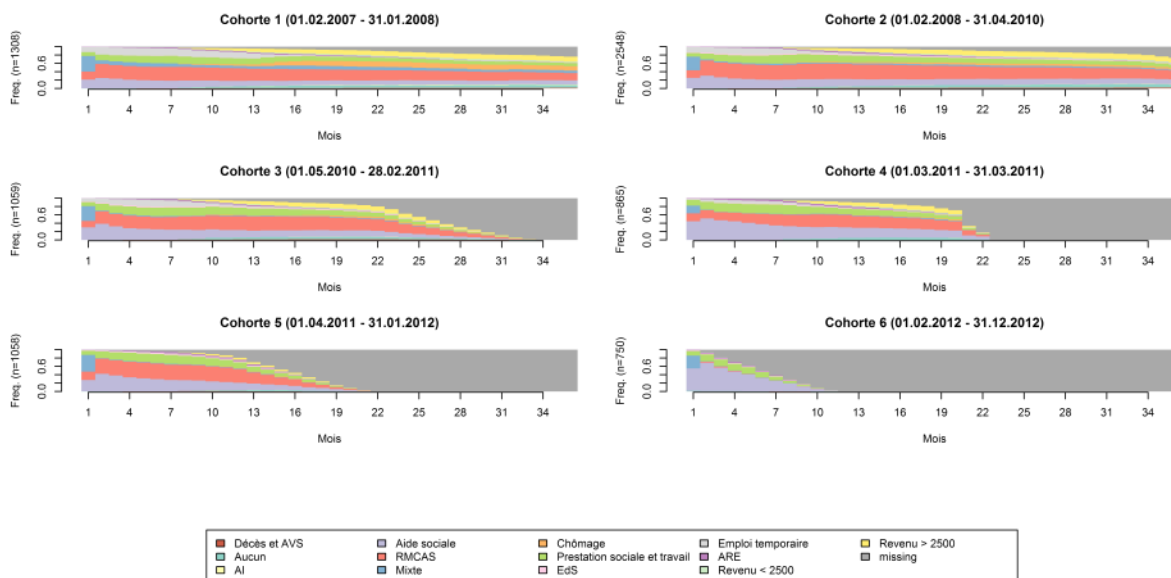 Cohorte 1 (01.02.2007 - 31.01.2008)
Freq. (n=1308)
0.0 0.6
1 4 7 10 13 16 19 22 25 28 31 34
Mois
Cohorte 2 (01.02.2008 - 31.04.2010)
Freq. (n=2548)
0.0 0.6
1 4 7 10 13 16 19 22 25 28 31 34
Mois
Cohorte 3 (01.05.2010 - 28.02.2011)
Freq. (n=1059)
0.0 0.6
1 4 7 10 13 16 19 22 25 28 31 34
Mois
Cohorte 4 (01.03.2011 - 31.03.2011)
Freq. (n=865)
0.0 0.6
1 4 7 10 13 16 19 22 25 28 31 34
Mois
Cohorte 5 (01.04.2011 - 31.01.2012)
Freq. (n=1058)
0.0 0.6
1 4 7 10 13 16 19 22 25 28 31 34
Mois
Cohorte 6 (01.02.2012 - 31.12.2012)
Freq. (n=750)
0.0 0.6
1 4 7 10 13 16 19 22 25 28 31 34
Mois
Décès et AVS Aide sociale Chômage Emploi temporaire Revenu > 2500
Aucun RMCAS Prestation sociale et travail ARE missing
AI Mixte EdS Revenu < 2500